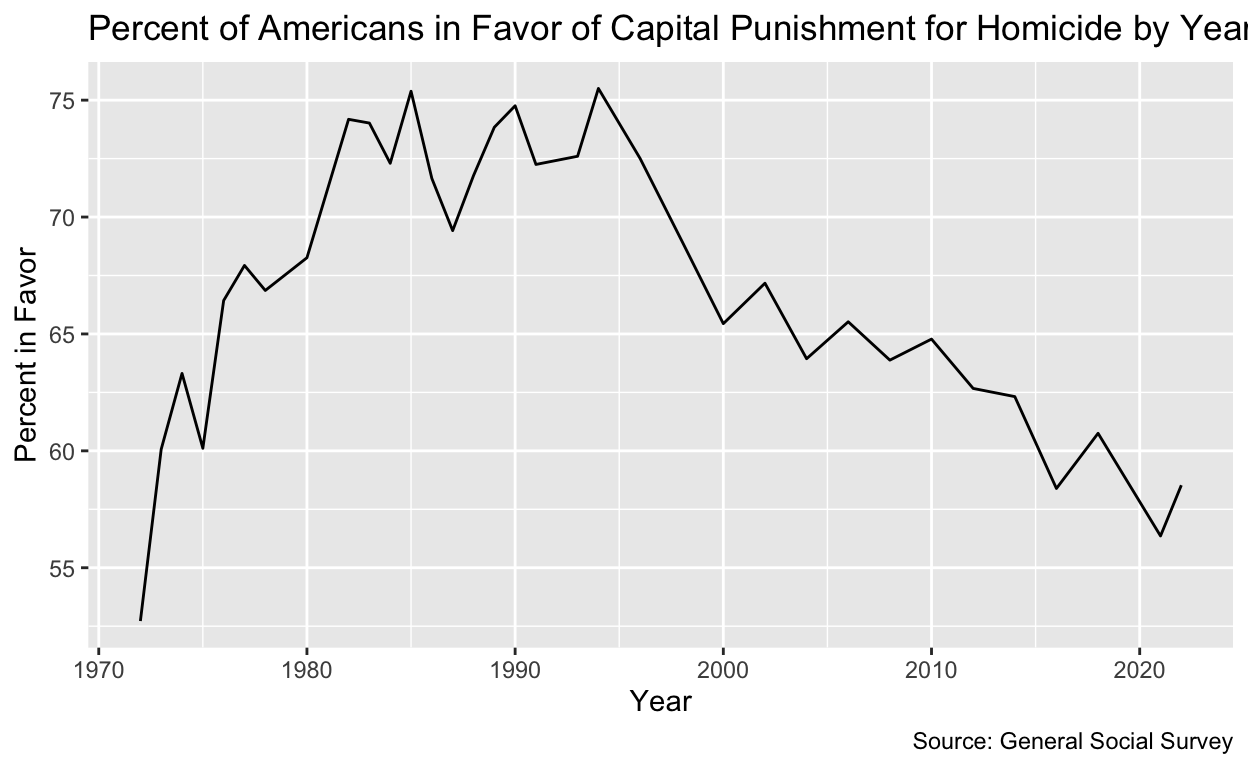 Percent of Americans in Favor of Capital Punishment for Homicide by Year
Percent in Favor
75
70
65
60
55
1970 1980 1990 2000 2010 2020
Year
Source: General Social Survey